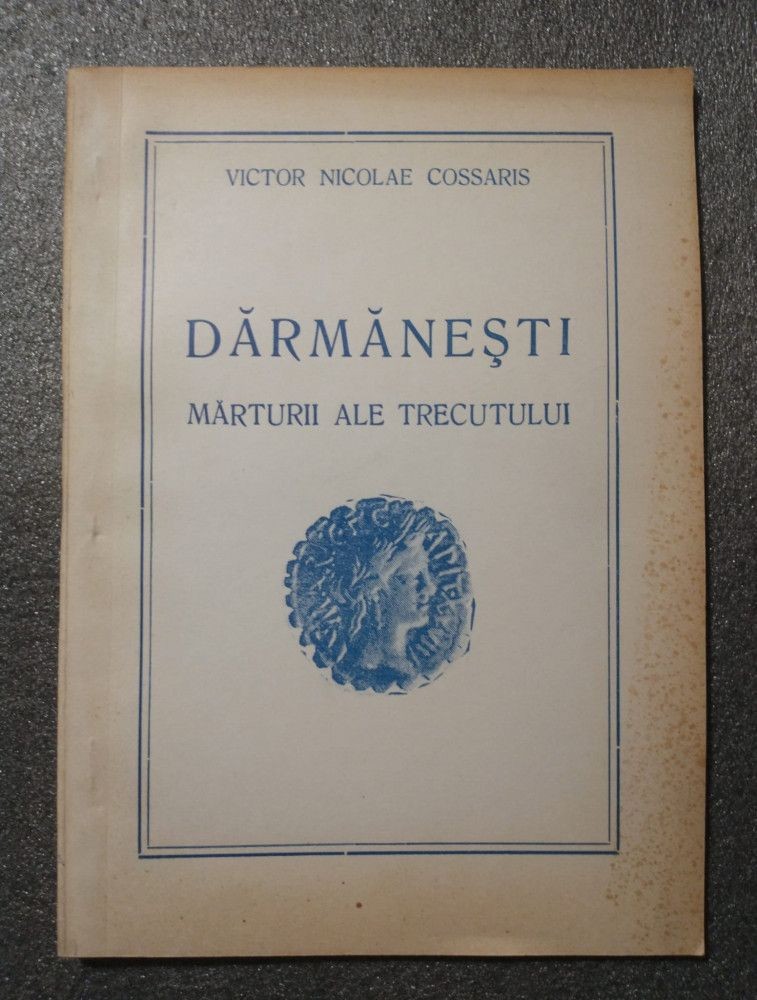 VICTOR NICOLAE COSSARIS
DĂRMĂNEŞTI
MĂRTURII ALE TRECUTULUI